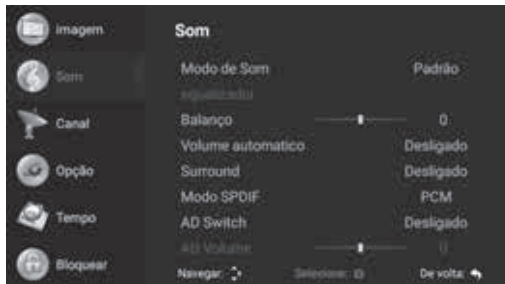 imagem
Som
Canal
Opção
Tempo
Bloquear
Som
Modo de Som Padrão
equalizador
Balanço 0
Volume automatico Desligado
Surround Desligado
Modo SPDIF PCM
AD Switch Desligado
AD Volume 0
Navegar: Selecione: De volta: